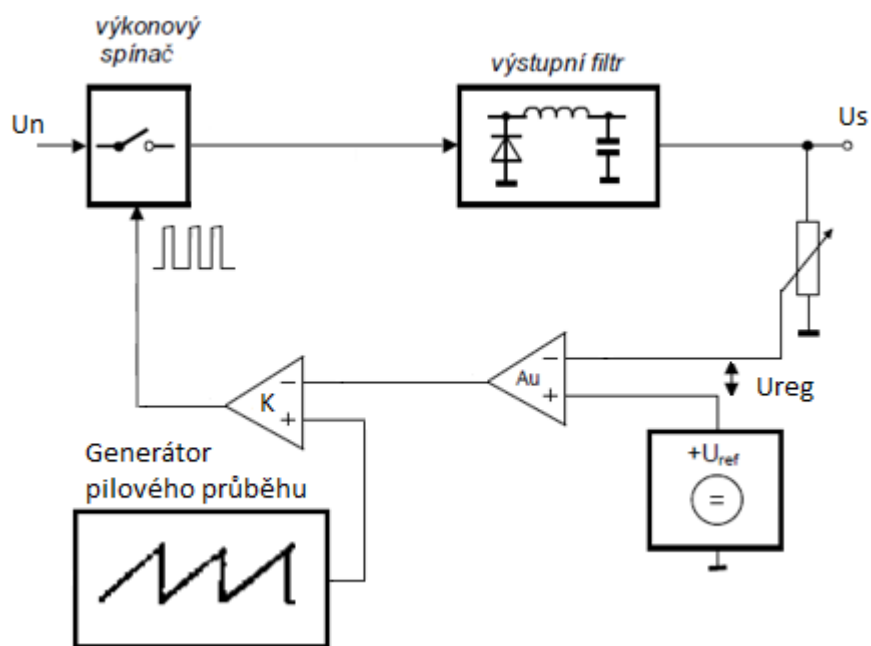 výkonový
spínač
výstupní filtr
Un
Us
Au
Ureg
K
Generátor
pilového průběhu
+Uref
=